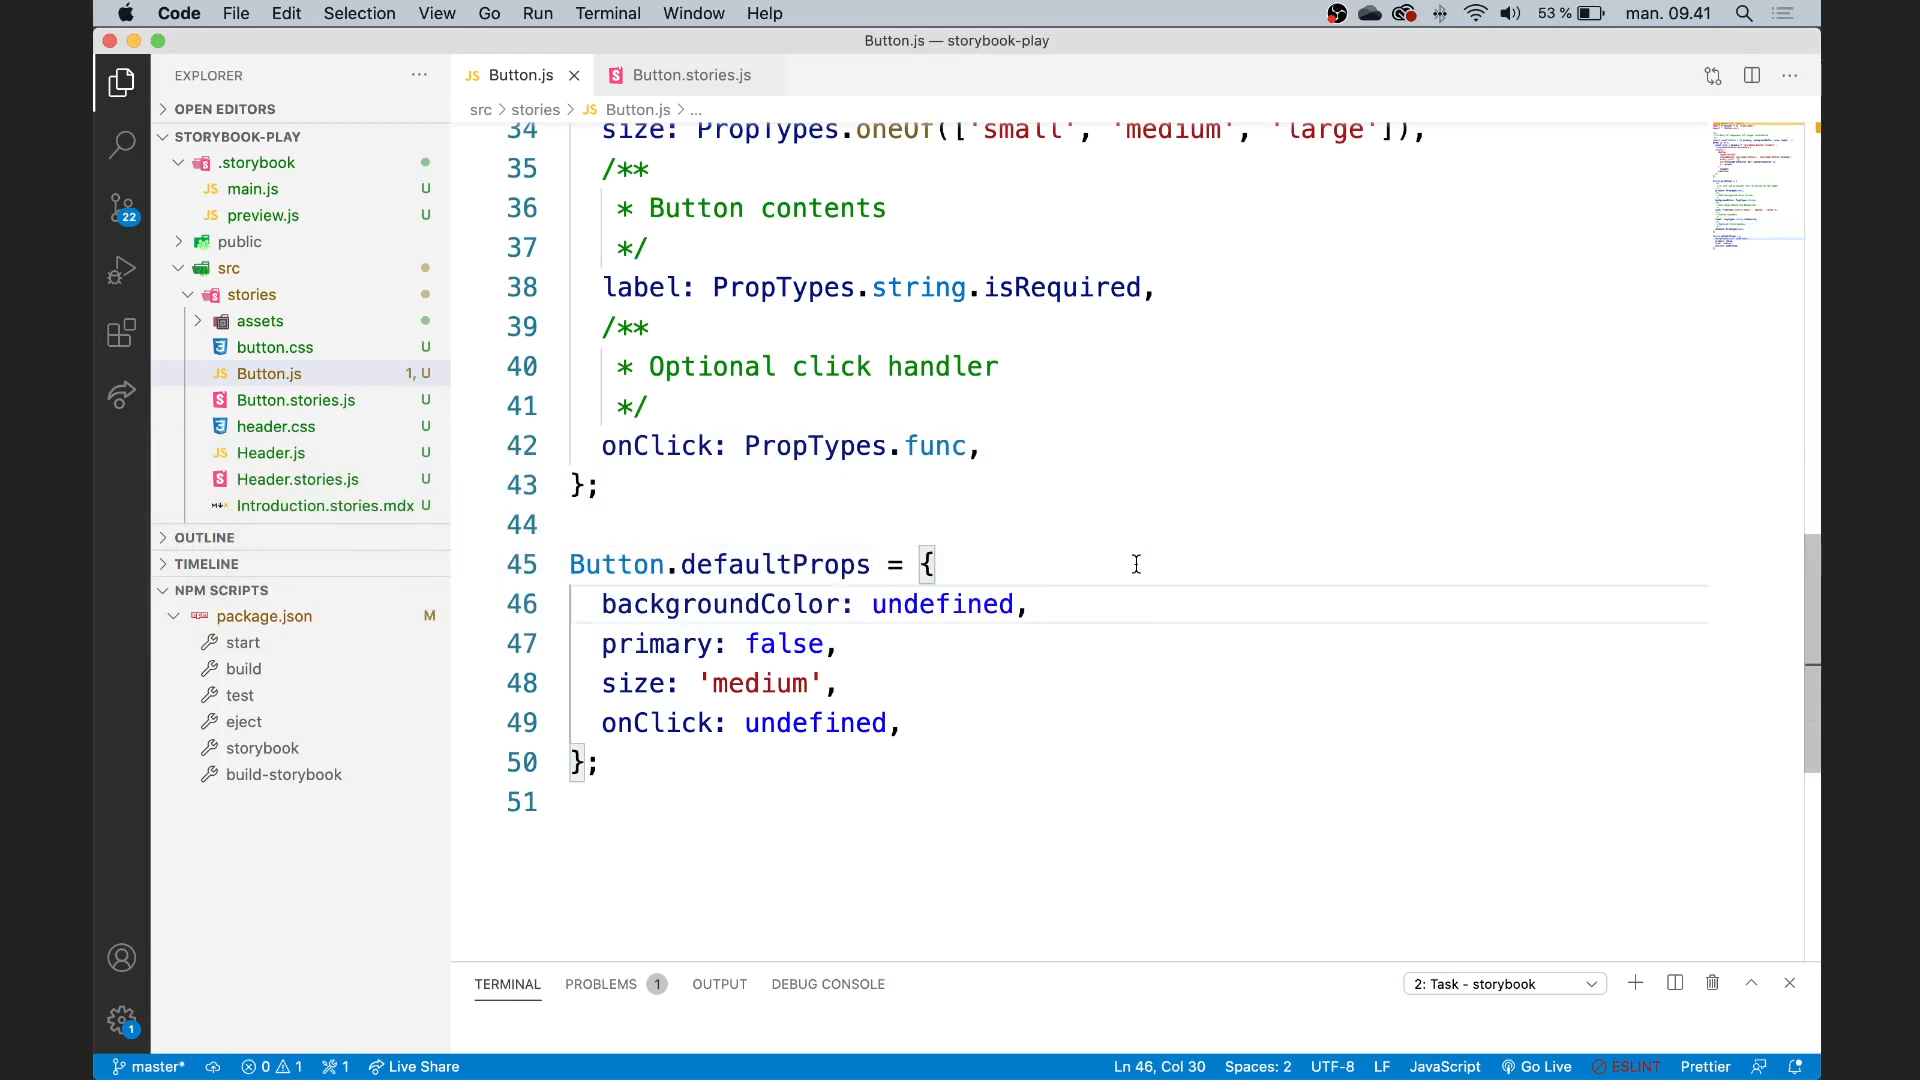 Code File Edit Selection View Go Run Terminal Window Help 53 % man. 09.41
Button.js — storybook-play
EXPLORER
OPEN EDITORS
STORYBOOK-PLAY
.storybook
JS main.js U
JS preview.js U
public
src
stories
assets
button.css U
JS Button.js 1, U
Button.stories.js U
header.css U
JS Header.js U
Header.stories.js U
Introduction.stories.mdx U
OUTLINE
TIMELINE
NPM SCRIPTS
package.json M
start
build
test
eject
storybook
build-storybook
22
1
JS Button.js Button.stories.js
src > stories > JS Button.js > ...
34 size: PropTypes.oneOf(['small', 'medium', 'large']),
35 /**
36 * Button contents
37 */
38 label: PropTypes.string.isRequired,
39 /**
40 * Optional click handler
41 */
42 onClick: PropTypes.func,
43 };
44
45 Button.defaultProps = {
46 backgroundColor: undefined,
47 primary: false,
48 size: 'medium',
49 onClick: undefined,
50 };
51
TERMINAL PROBLEMS 1 OUTPUT DEBUG CONSOLE 2: Task - storybook
master* 0 1 1 Live Share Ln 46, Col 30 Spaces: 2 UTF-8 LF JavaScript Go Live ESLINT Prettier